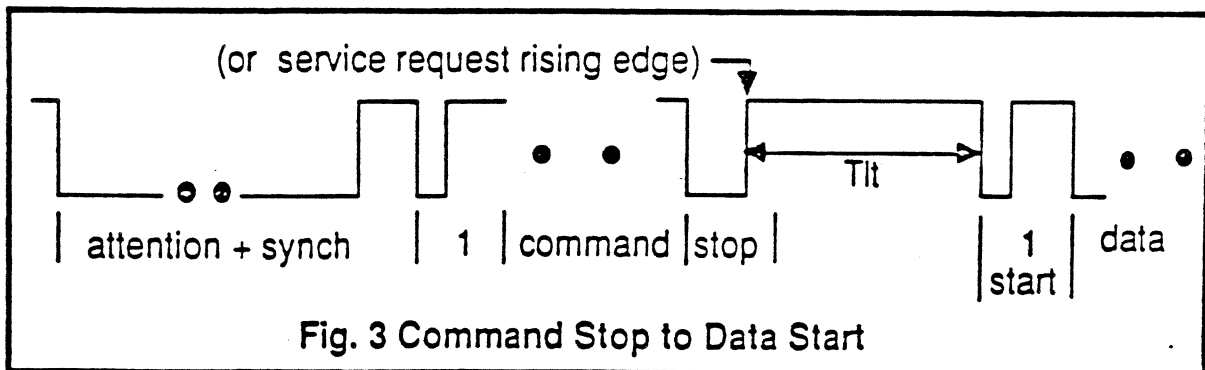 (or service request rising edge)
Tlt
attention + synch
1
command
stop
1
start
data
Fig. 3 Command Stop to Data Start